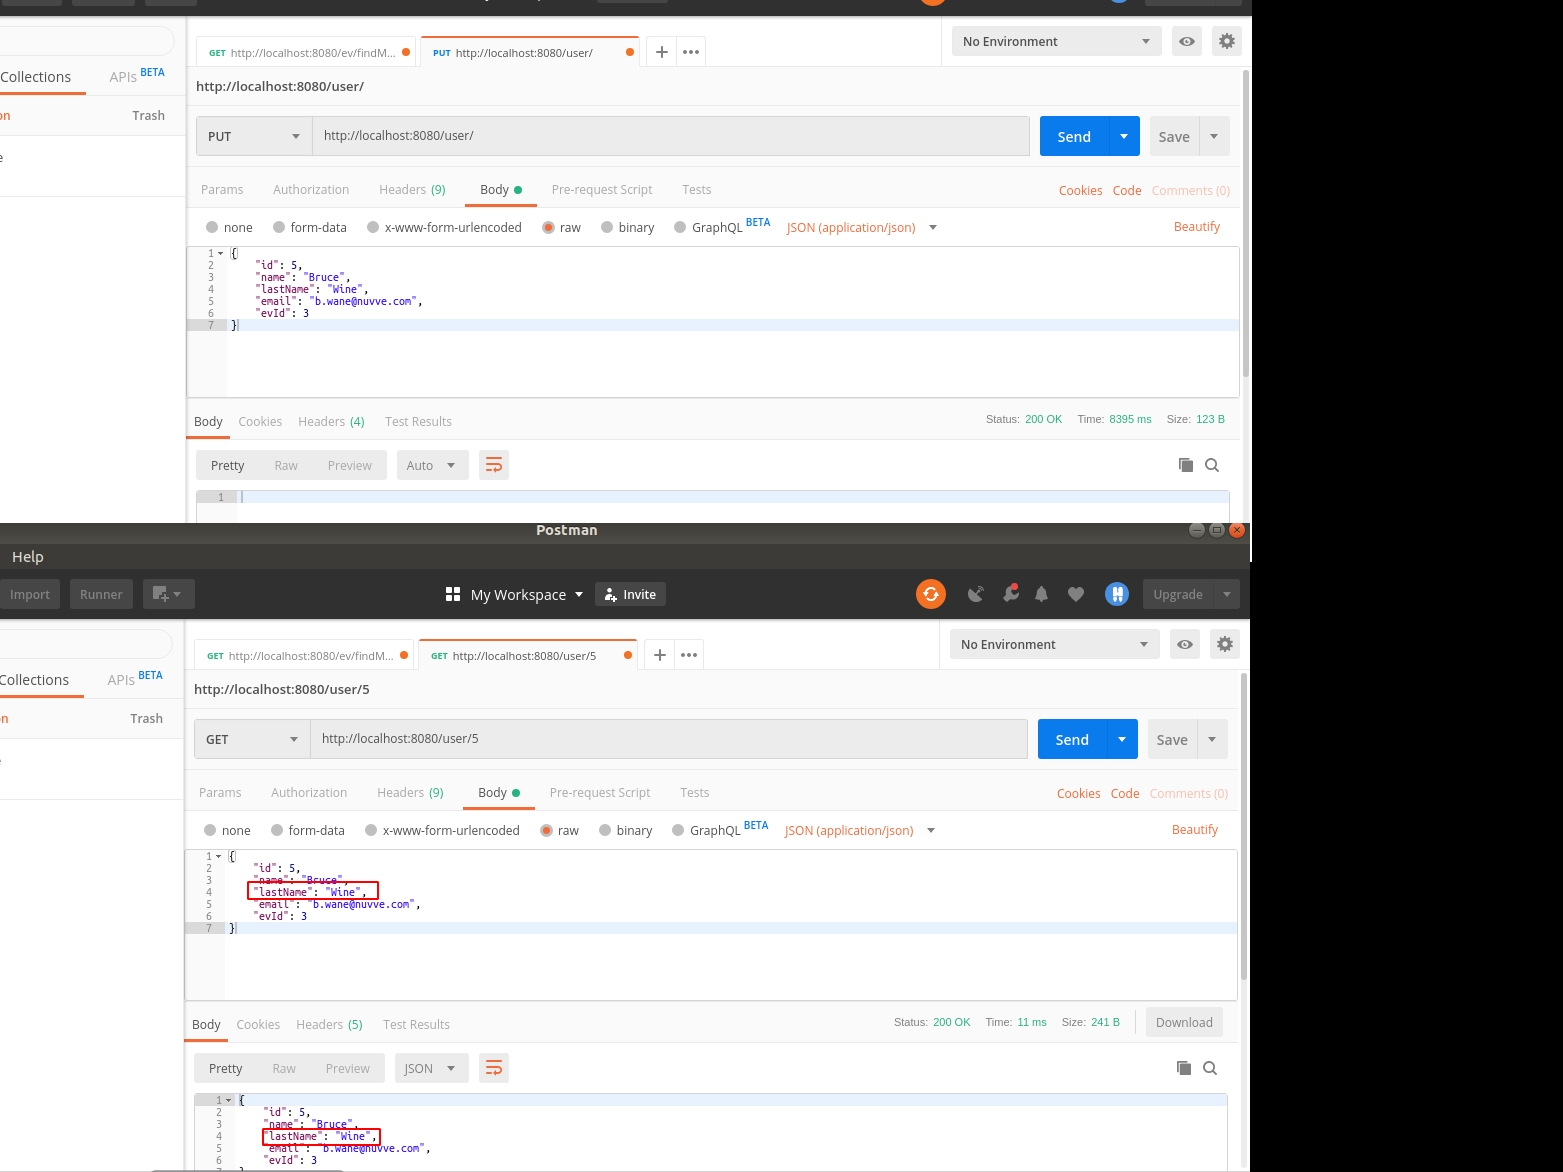 GET http://localhost:8080/ev/findM... PUT http://localhost:8080/user/ No Environment
Collections APIs BETA
http://localhost:8080/user/
on Trash
PUT http://localhost:8080/user/ Send Save
e
Params Authorization Headers (9) Body Pre-request Script Tests Cookies Code Comments (0)
none form-data x-www-form-urlencoded raw binary GraphQL BETA JSON (application/json) Beautify
1 {
2 "id": 5,
3 "name": "Bruce",
4 "lastName": "Wine",
5 "email": "b.wane@nuvve.com",
6 "evId": 3
7 }
Body Cookies Headers (4) Test Results Status: 200 OK Time: 8395 ms Size: 123 B
Pretty Raw Preview Auto
1
Postman
Help
Import Runner My Workspace Invite Upgrade
GET http://localhost:8080/ev/findM... GET http://localhost:8080/user/5 No Environment
Collections APIs BETA
http://localhost:8080/user/5
on Trash
GET http://localhost:8080/user/5 Send Save
Params Authorization Headers (9) Body Pre-request Script Tests Cookies Code Comments (0)
none form-data x-www-form-urlencoded raw binary GraphQL BETA JSON (application/json) Beautify
1 {
2 "id": 5,
3 "name": "Bruce",
4 "lastName": "Wine",
5 "email": "b.wane@nuvve.com",
6 "evId": 3
7 }
Body Cookies Headers (5) Test Results Status: 200 OK Time: 11 ms Size: 241 B Download
Pretty Raw Preview JSON
1 {
2 "id": 5,
3 "name": "Bruce",
4 "lastName": "Wine",
5 "email": "b.wane@nuvve.com",
6 "evId": 3